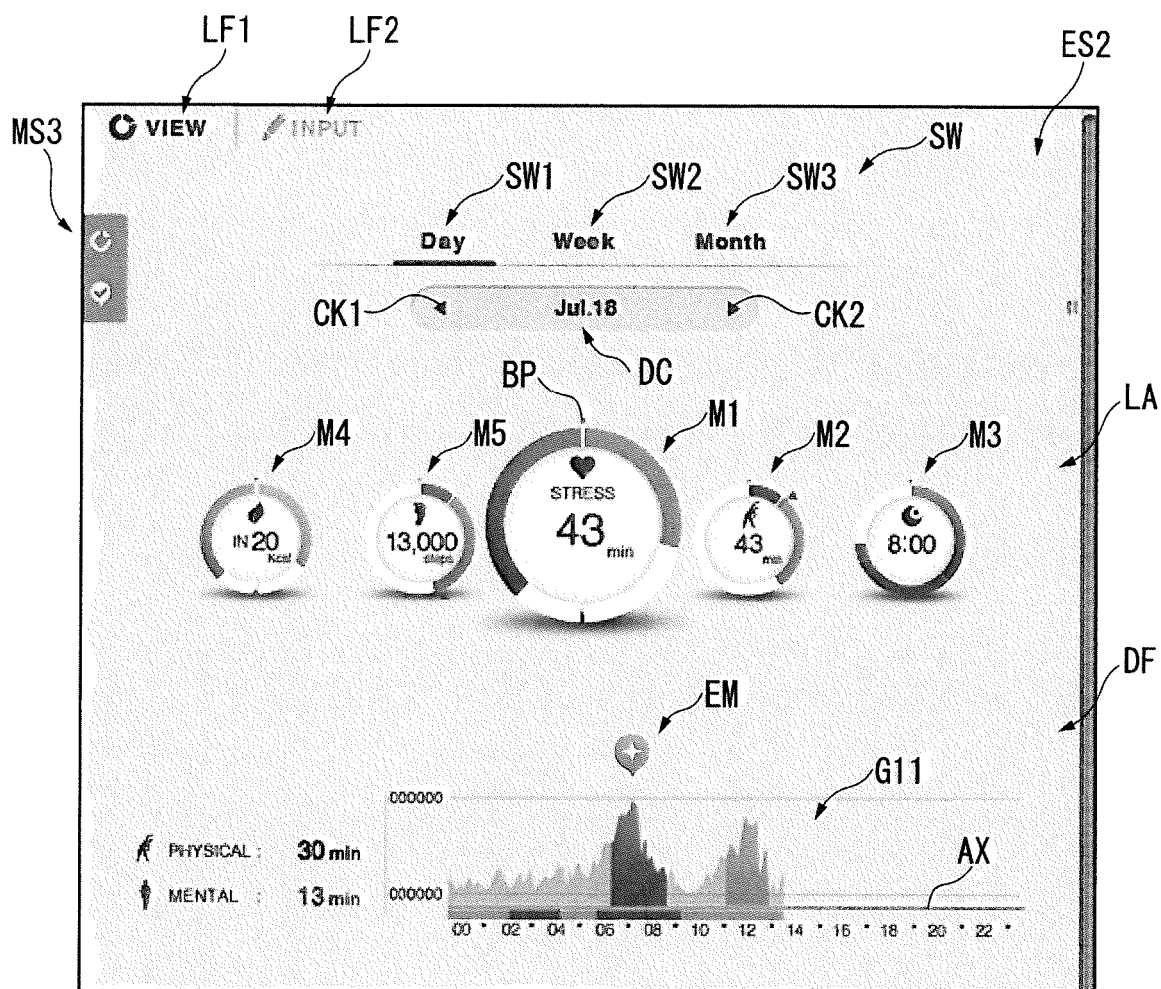 LF1 LF2 ES2
VIEW INPUT
MS3 SW
SW1 SW2 SW3
Day Week Month
CK1 Jul.18 CK2
DC
BP
LA
M4 M5 M1 M2 M3
STRESS
IN 20 Kcal
13,000 steps
43 min
43 min
8:00
DF
EM
G11
000000
PHYSICAL : 30 min
AX
MENTAL : 13 min
000000
00 • 02 • 04 • 06 • 08 • 10 • 12 • 14 • 16 • 18 • 20 • 22 •